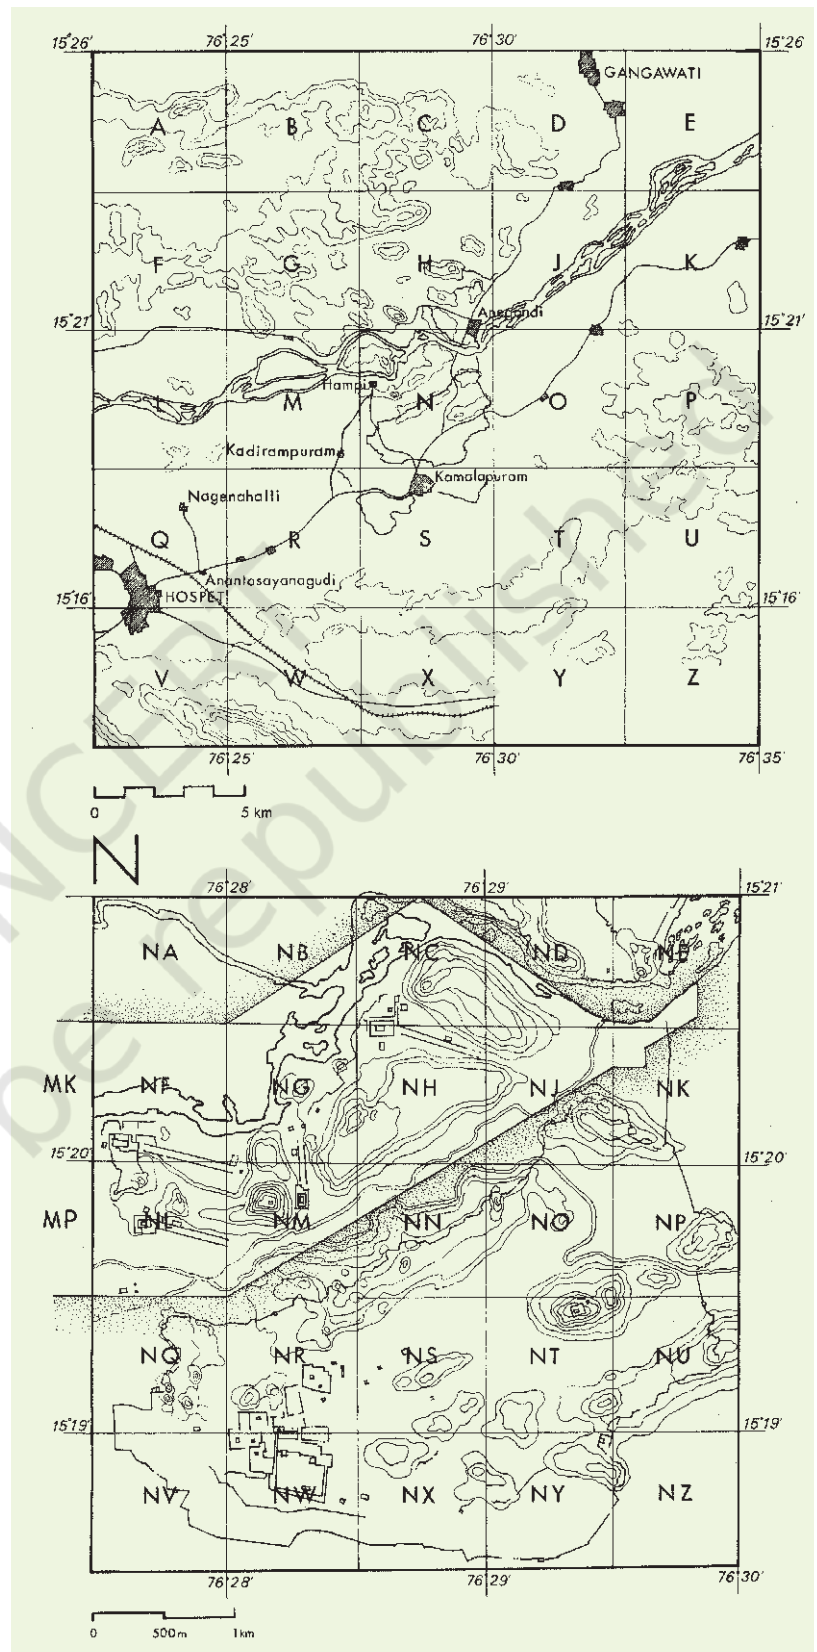 15°26' 76°25' 76°30' 15°26'
GANGAWATI
A B C D E
F G H J K
15°21' Anegondi 15°21'
Hampi
L M N O P
Kadirampuram
Kamalapuram
Nagenahalli
Q R S T U
Anantasayanagudi
15°16' HOSPET 15°16'
V W X Y Z
76°25' 76°30' 76°35'
0 5 km
N
76°28' 76°29' 15°21'
NA NB NC ND NE
MK NF NG NH NJ NK
15°20' 15°20'
MP NL NM NN NO NP
NQ NR NS NT NU
15°19' 15°19'
NV NW NX NY NZ
76°28' 76°29' 76°30'
0 500m 1km
NCERT
be republished